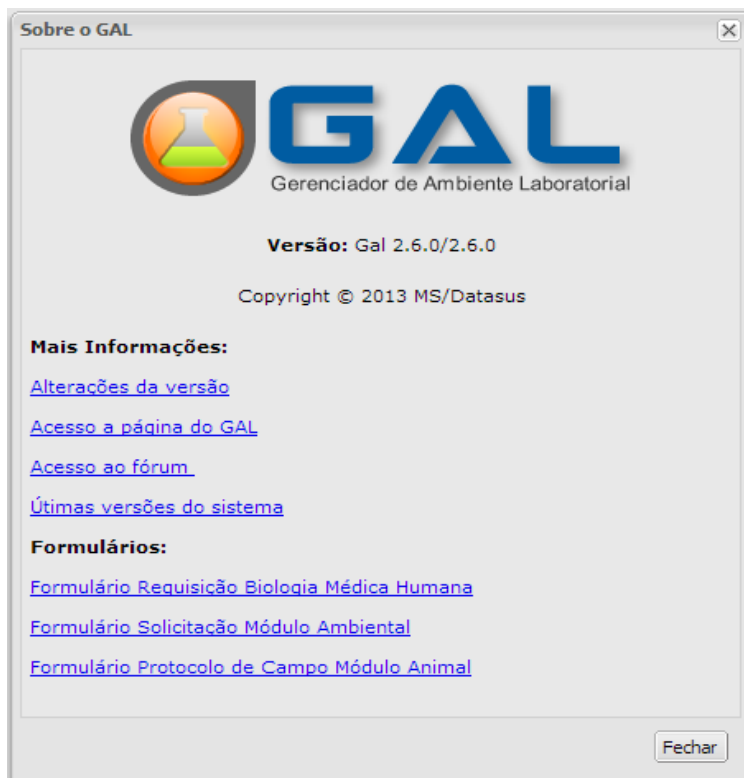 Sobre o GAL
GAL
Gerenciador de Ambiente Laboratorial
Versão: Gal 2.6.0/2.6.0
Copyright © 2013 MS/Datasus
Mais Informações:
Alterações da versão
Acesso a página do GAL
Acesso ao fórum
Útimas versões do sistema
Formulários:
Formulário Requisição Biologia Médica Humana
Formulário Solicitação Módulo Ambiental
Formulário Protocolo de Campo Módulo Animal
Fechar